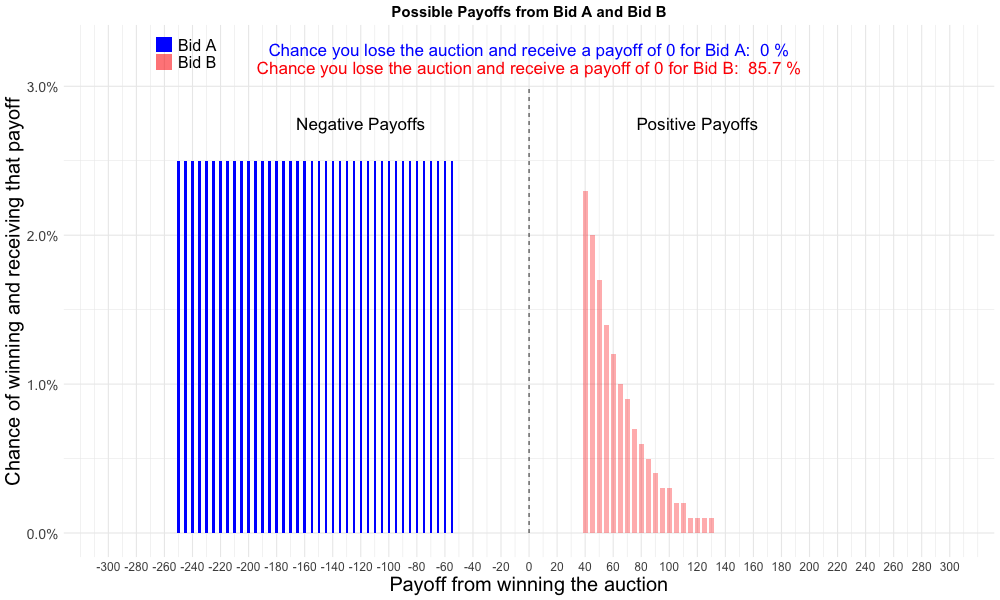 Possible Payoffs from Bid A and Bid B
Bid A
Bid B
Chance you lose the auction and receive a payoff of 0 for Bid A:  0 %
Chance you lose the auction and receive a payoff of 0 for Bid B:  85.7 %
Negative Payoffs
Positive Payoffs
Chance of winning and receiving that payoff
3.0%
2.0%
1.0%
0.0%
-300 -280 -260 -240 -220 -200 -180 -160 -140 -120 -100 -80 -60 -40 -20 0 20 40 60 80 100 120 140 160 180 200 220 240 260 280 300
Payoff from winning the auction